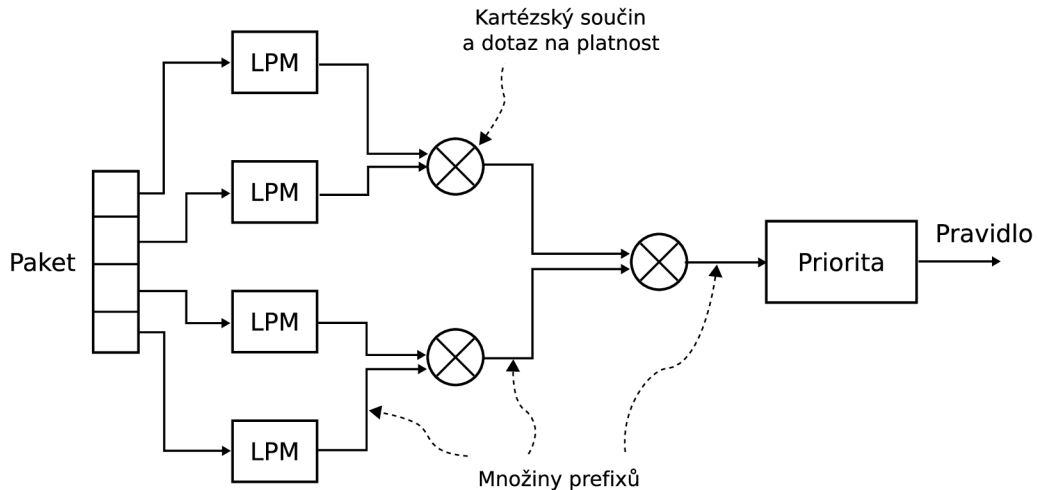 Kartézský součin
a dotaz na platnost
LPM
LPM
Paket
Priorita
Pravidlo
LPM
LPM
Množiny prefixů